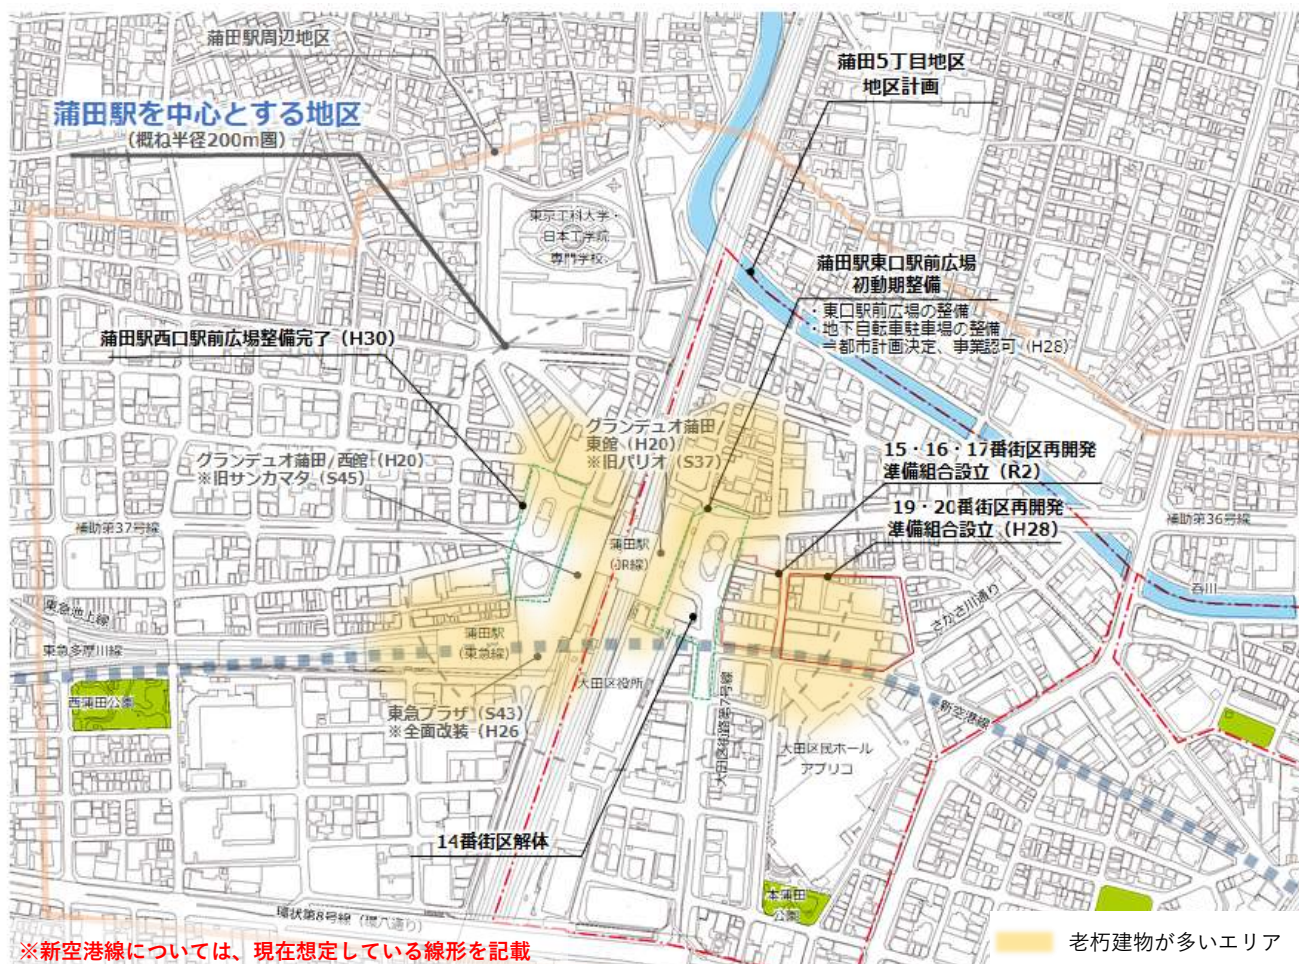 蒲田駅周辺地区
蒲田駅を中心とする地区
（概ね半径200m圏）
蒲田5丁目地区
地区計画
東京工科大学・
日本工学院
専門学校
蒲田駅東口駅前広場
初動期整備
・東口駅前広場の整備
・地下自転車駐車場の整備
⇒都市計画決定、事業認可（H28）
蒲田駅西口駅前広場整備完了（H30）
グランデュオ蒲田/
東館（H20）
※旧パリオ（S37）
グランデュオ蒲田/西館（H20）
※旧サンカマタ（S45）
15・16・17番街区再開発
準備組合設立（R2）
19・20番街区再開発
準備組合設立（H28）
補助第37号線
補助第36号線
蒲田駅
（JR線）
呑川
さかさ川通り
東急池上線
東急多摩川線
蒲田駅
（東急線）
大田区役所
西蒲田公園
東急プラザ（S43）
※全面改装（H26
大田区街路第7号線
新空港線
大田区民ホール
アプリコ
14番街区解体
本蒲田
公園
環状第8号線（環八通り）
※新空港線については、現在想定している線形を記載
老朽建物が多いエリア